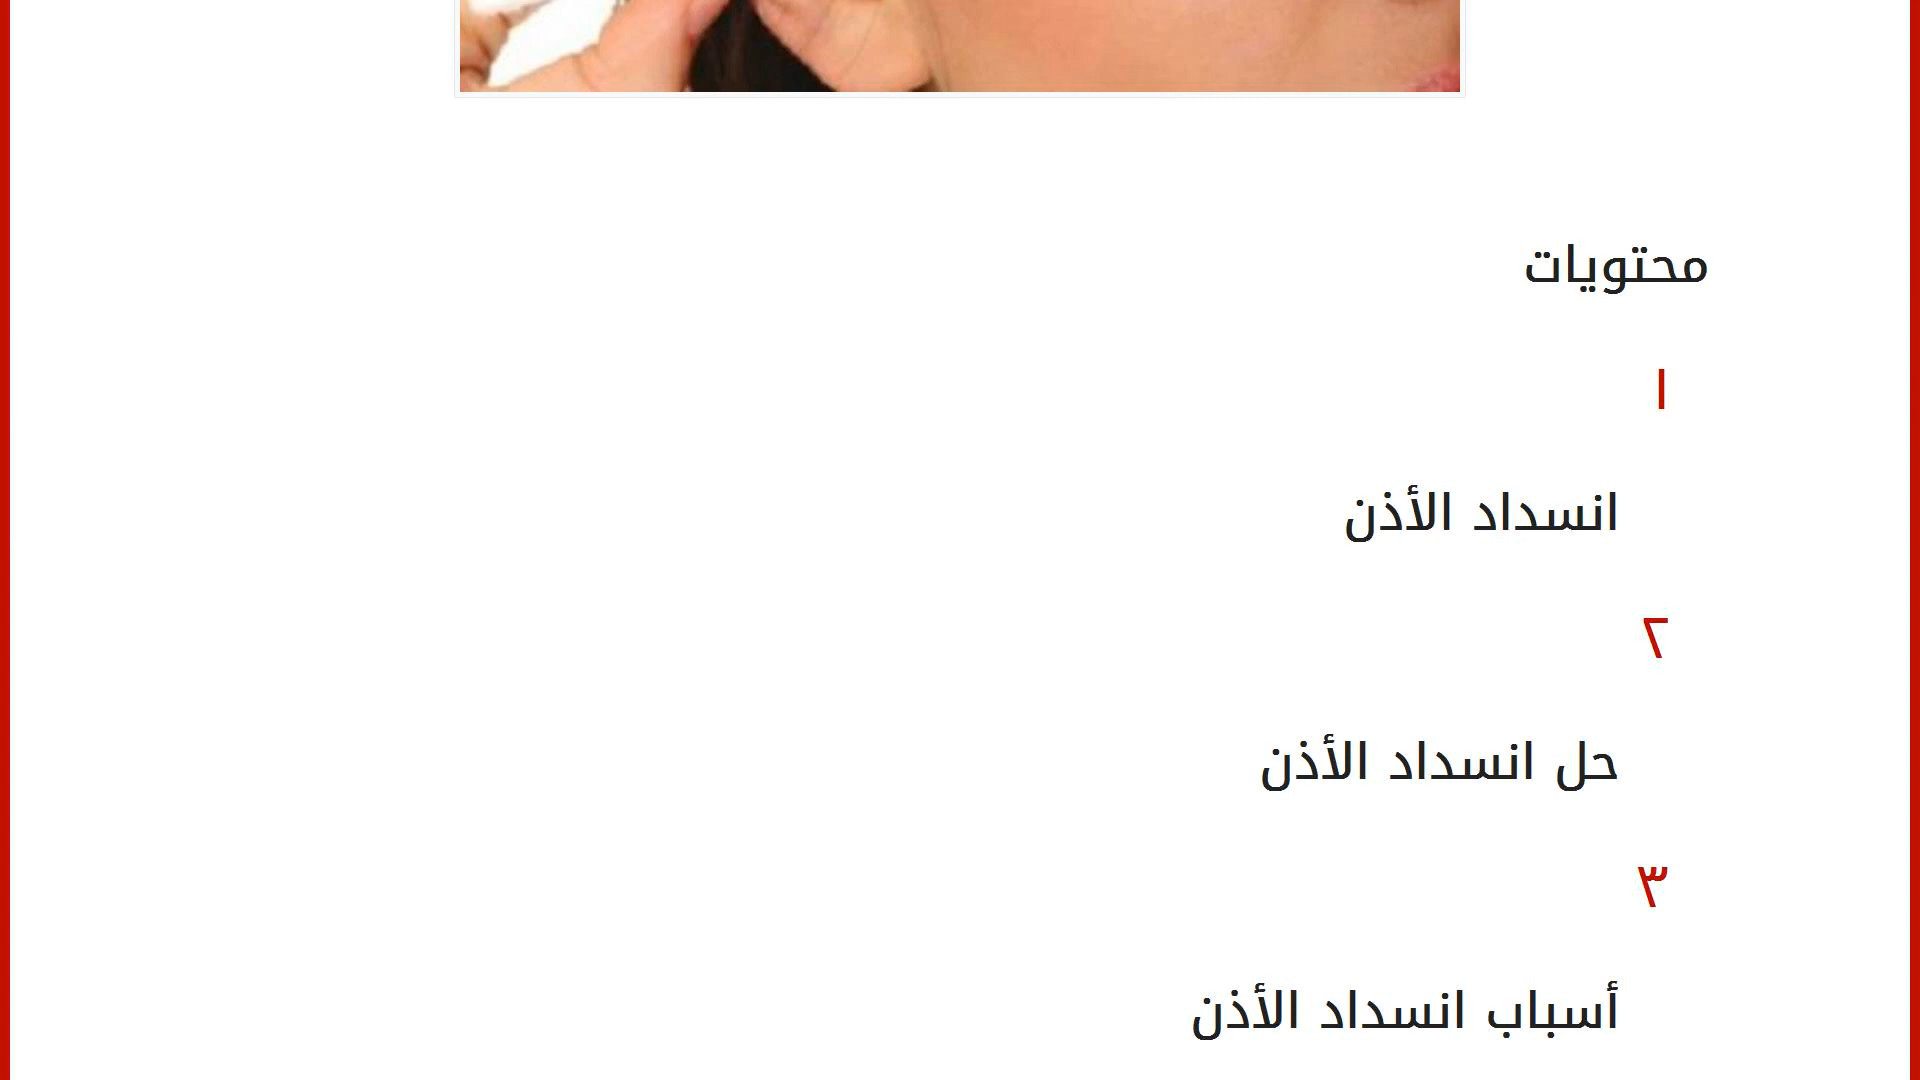 محتويات
١
انسداد الأذن
٢
حل انسداد الأذن
٣
أسباب انسداد الأذن